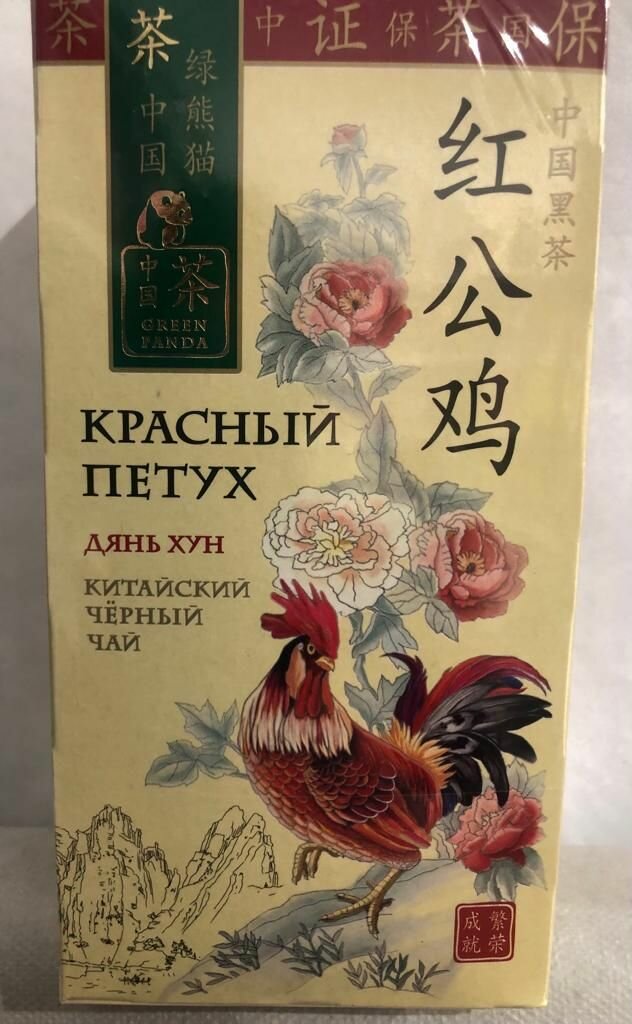 茶 中证保茶国保
茶
中国
绿熊猫
中国
茶
GREEN
PANDA
中国黑茶
红公鸡
КРАСНЫЙ
ПЕТУХ
ДЯНЬ ХУН
КИТАЙСКИЙ
ЧЁРНЫЙ
ЧАЙ
繁荣
成就